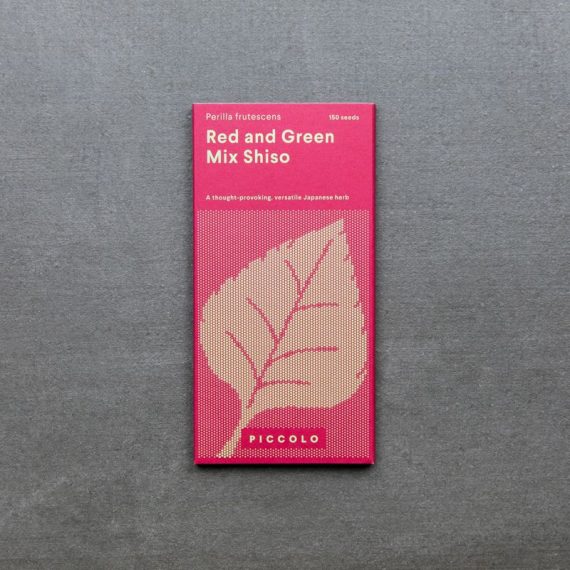 Perilla frutescens
150 seeds
Red and Green
Mix Shiso
A thought-provoking, versatile Japanese herb
PICCOLO